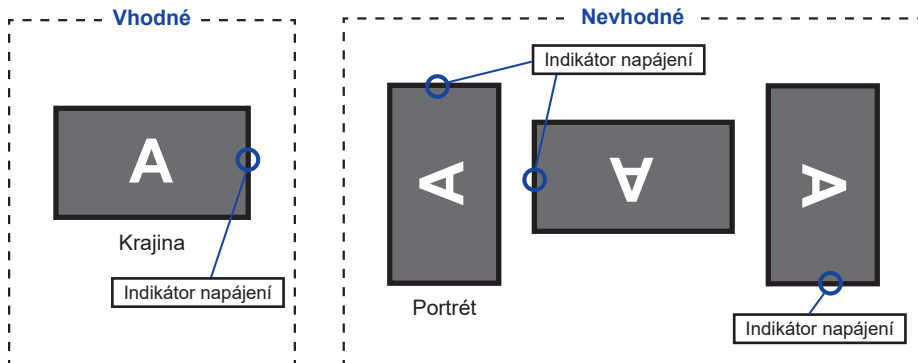 Vhodné
A
Krajina
Indikátor napájení
Nevhodné
Indikátor napájení
A
A
A
Portrét
Indikátor napájení